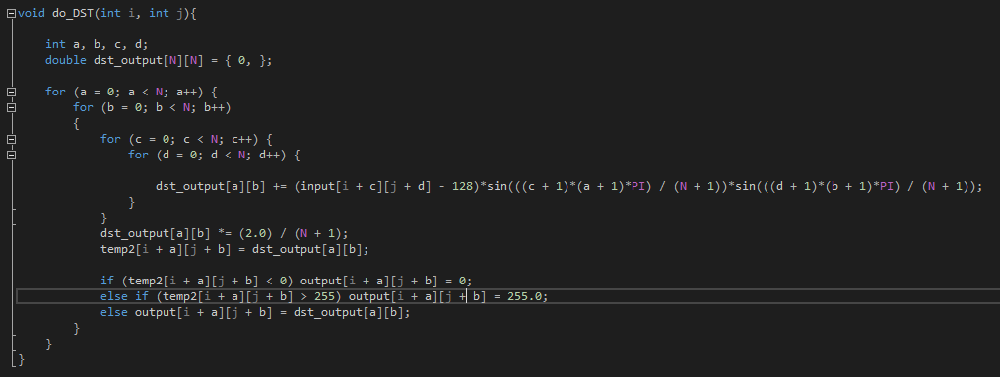 void do_DST(int i, int j){
int a, b, c, d;
double dst_output[N][N] = { 0, };
for (a = 0; a < N; a++) {
for (b = 0; b < N; b++)
{
for (c = 0; c < N; c++) {
for (d = 0; d < N; d++) {
dst_output[a][b] += (input[i + c][j + d] - 128)*sin(((c + 1)*(a + 1)*PI) / (N + 1))*sin(((d + 1)*(b + 1)*PI) / (N + 1));
}
}
dst_output[a][b] *= (2.0) / (N + 1);
temp2[i + a][j + b] = dst_output[a][b];
if (temp2[i + a][j + b] < 0) output[i + a][j + b] = 0;
else if (temp2[i + a][j + b] > 255) output[i + a][j + b] = 255.0;
else output[i + a][j + b] = dst_output[a][b];
}
}
}